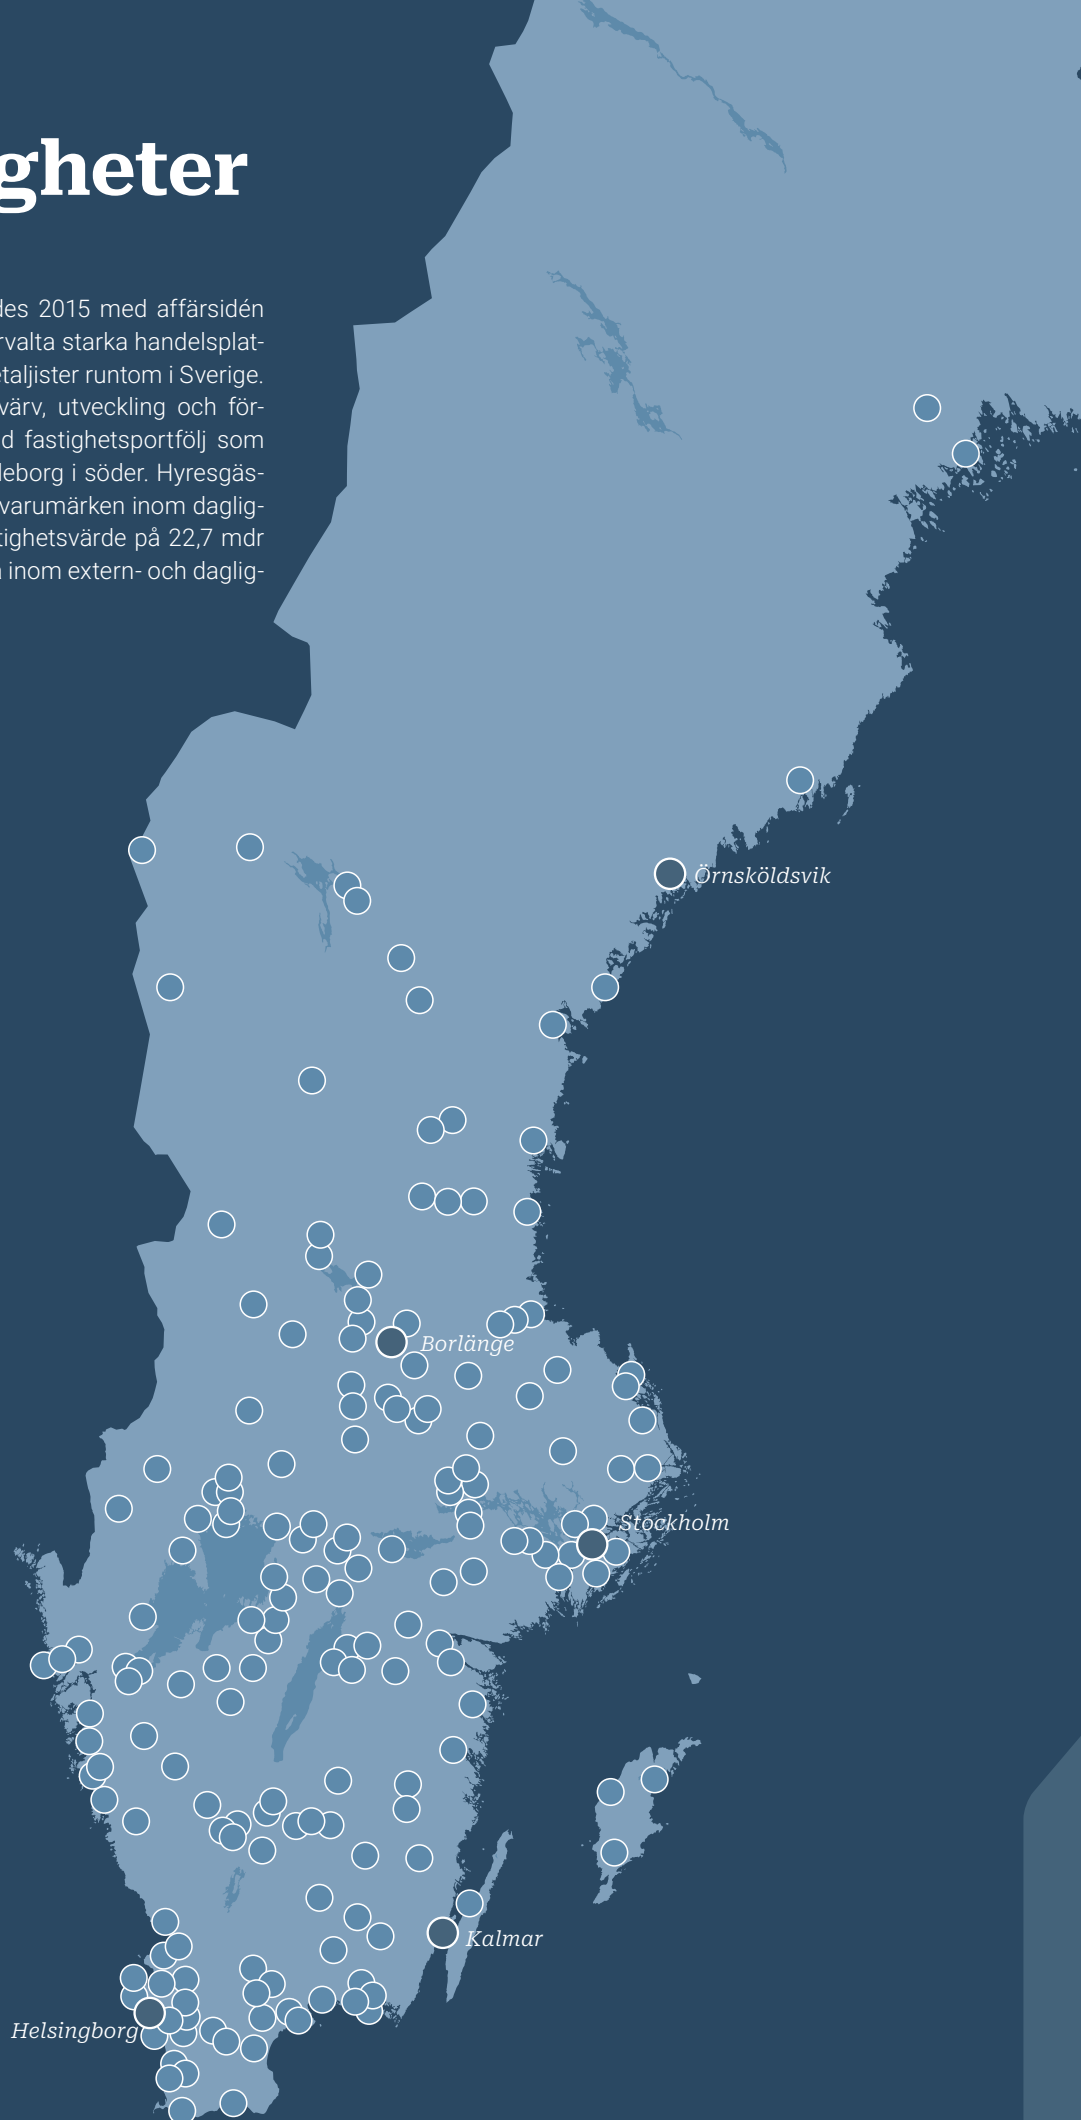 gheter
des 2015 med affärsidén
rvalta starka handelsplat-
etaljister runtom i Sverige.
värv, utveckling och för-
d fastighetsportfölj som
leborg i söder. Hyresgäs-
varumärken inom daglig-
tighetsvärde på 22,7 mdr
inom extern- och daglig-
Örnsköldsvik
Borlänge
Stockholm
Kalmar
Helsingborg